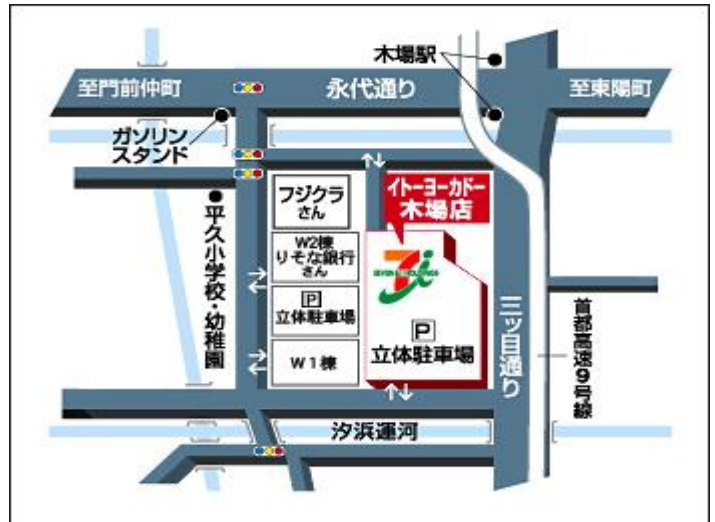 木場駅
至門前仲町
永代通り
至東陽町
ガソリン
スタンド
フジクラ
さん
イトーヨーカドー
木場店
W2棟
りそな銀行
さん
P
立体駐車場
W1棟
SEVEN & i HOLDINGS
P
立体駐車場
平久小学校・幼稚園
三ッ目通り
首都高速9号線
汐浜運河